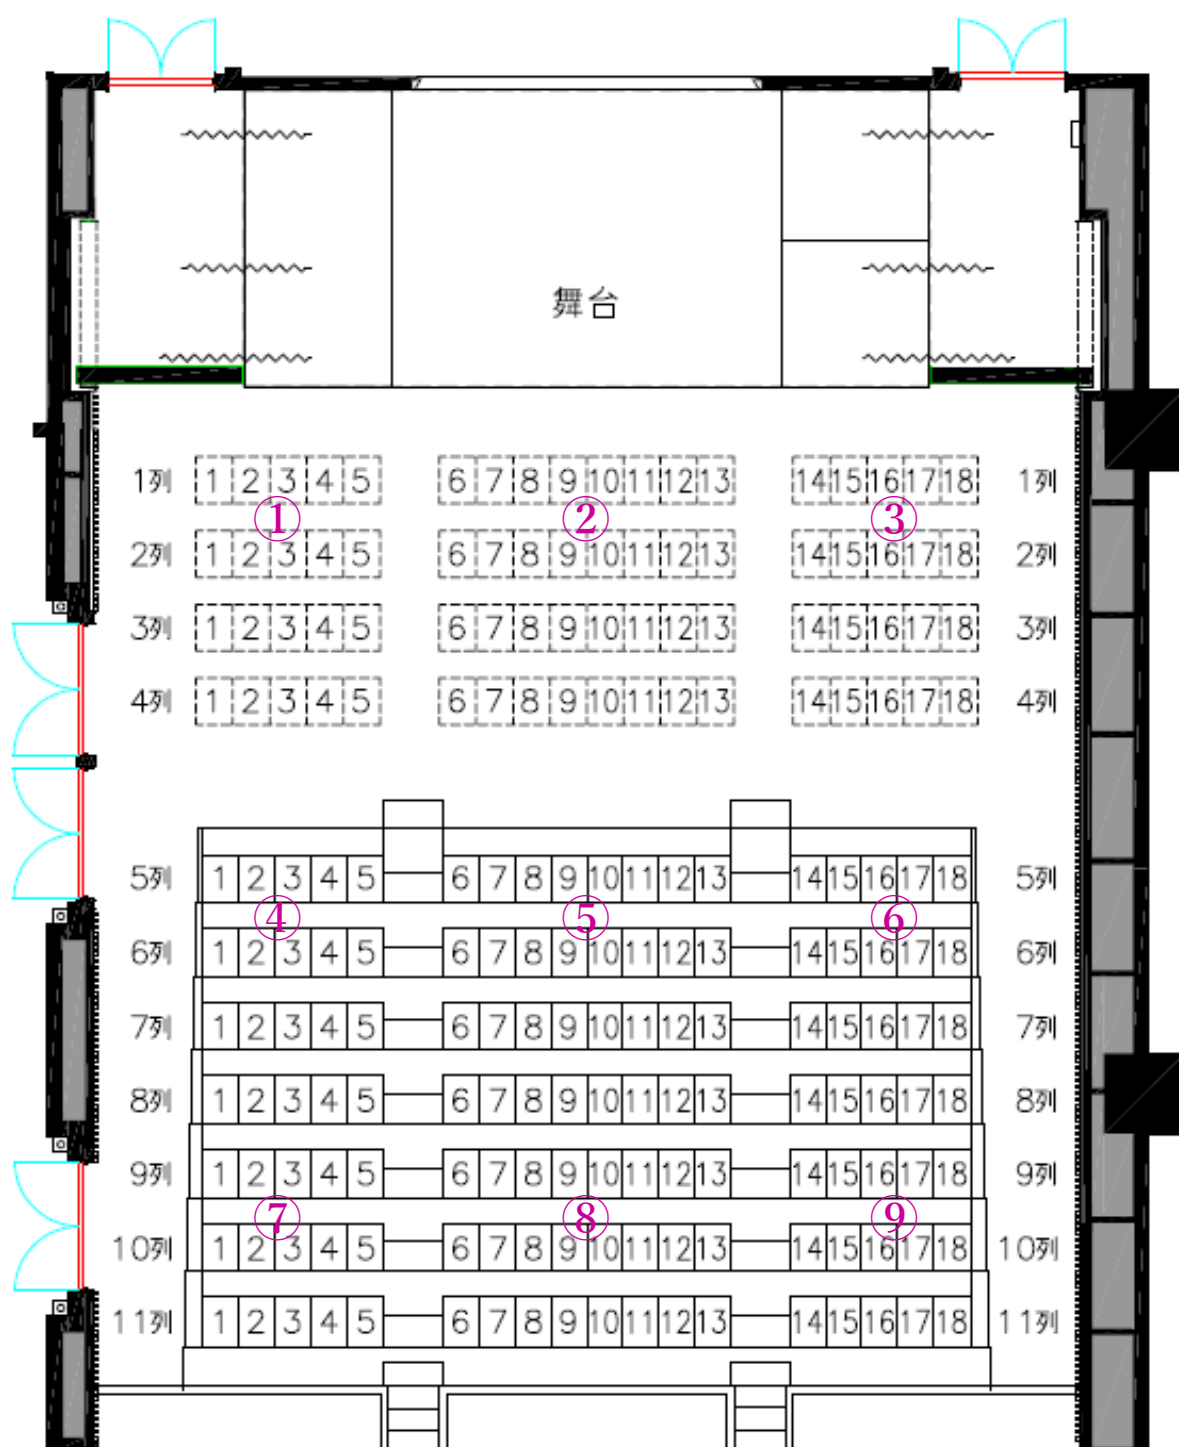 舞台
1列 1 2 3 4 5 6 7 8 9 10 11 12 13 14 15 16 17 18 1列
① ② ③
2列 1 2 3 4 5 6 7 8 9 10 11 12 13 14 15 16 17 18 2列
3列 1 2 3 4 5 6 7 8 9 10 11 12 13 14 15 16 17 18 3列
4列 1 2 3 4 5 6 7 8 9 10 11 12 13 14 15 16 17 18 4列
5列 1 2 3 4 5 6 7 8 9 10 11 12 13 14 15 16 17 18 5列
④ ⑤ ⑥
6列 1 2 3 4 5 6 7 8 9 10 11 12 13 14 15 16 17 18 6列
7列 1 2 3 4 5 6 7 8 9 10 11 12 13 14 15 16 17 18 7列
8列 1 2 3 4 5 6 7 8 9 10 11 12 13 14 15 16 17 18 8列
9列 1 2 3 4 5 6 7 8 9 10 11 12 13 14 15 16 17 18 9列
⑦ ⑧ ⑨
10列 1 2 3 4 5 6 7 8 9 10 11 12 13 14 15 16 17 18 10列
11列 1 2 3 4 5 6 7 8 9 10 11 12 13 14 15 16 17 18 11列